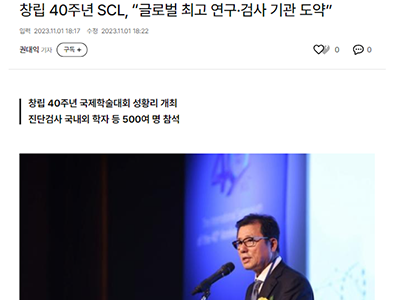 창립 40주년 SCL, “글로벌 최고 연구·검사 기관 도약”
입력 2023.11.01 18:17 수정 2023.11.01 18:22
권대익 기자 구독 + 0 0
창립 40주년 국제학술대회 성황리 개최
진단검사 국내외 학자 등 500여 명 참석
40